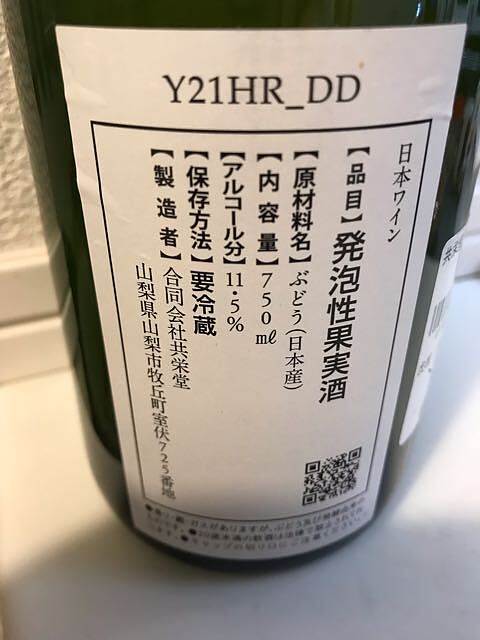 Y21HR_DD
日本ワイン
【品目】発泡性果実酒
【原材料名】ぶどう(日本産)
【内容量】750㎖
【アルコール分】11.5%
【保存方法】要冷蔵
【製造者】合同会社共栄堂
山梨県山梨市牧丘町室伏725番地